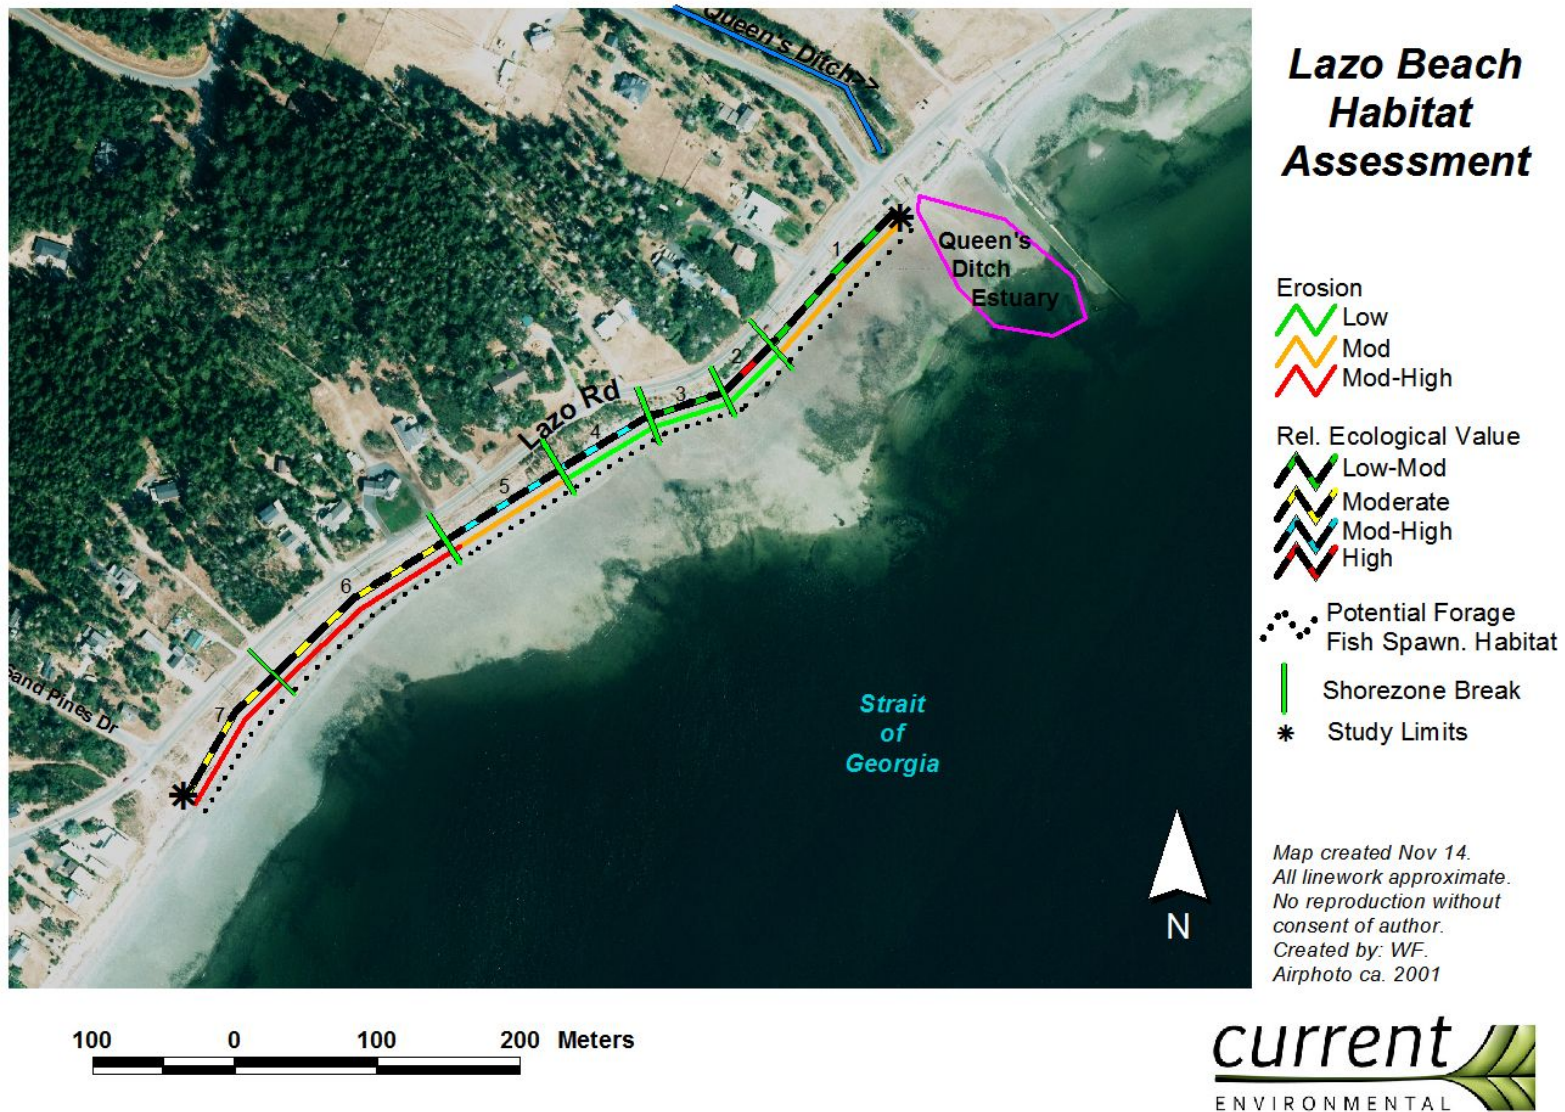 Queen's Ditch>>
Lazo Beach
Habitat
Assessment
1
Queen's
Ditch
Estuary
2
3
Lazo Rd
4
5
6
7
Sand Pines Dr
Strait
of
Georgia
N
Erosion
Low
Mod
Mod-High
Rel. Ecological Value
Low-Mod
Moderate
Mod-High
High
Potential Forage
Fish Spawn. Habitat
Shorezone Break
Study Limits
Map created Nov 14.
All linework approximate.
No reproduction without
consent of author.
Created by: WF.
Airphoto ca. 2001
100 0 100 200 Meters
current
ENVIRONMENTAL